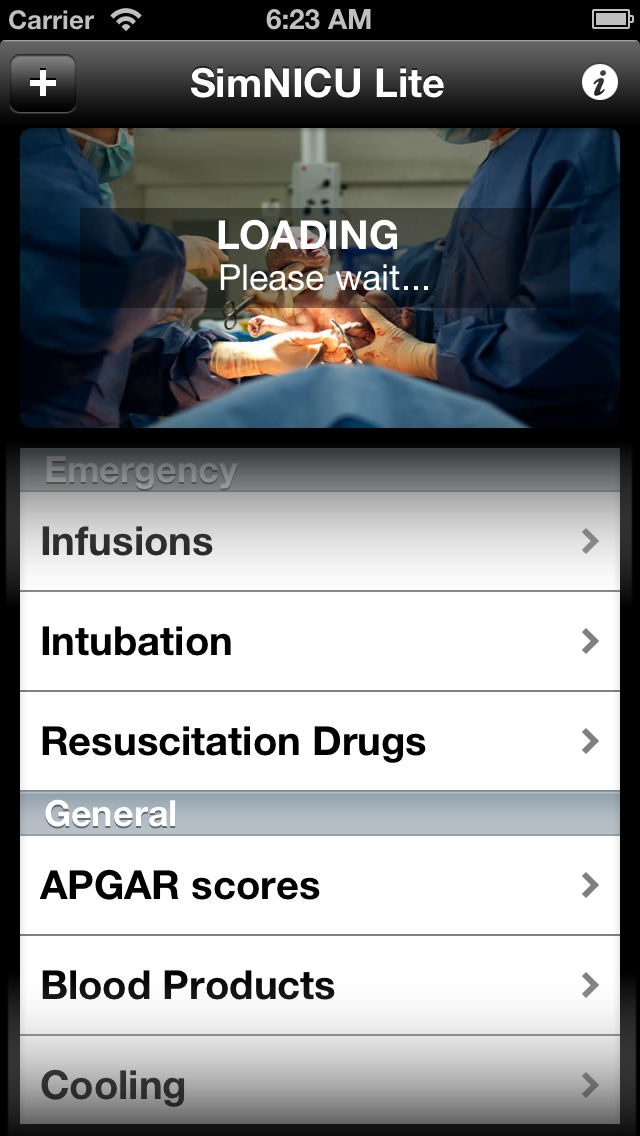 Carrier 6:23 AM
+ SimNICU Lite i
LOADING
Please wait...
Emergency
Infusions
Intubation
Resuscitation Drugs
General
APGAR scores
Blood Products
Cooling